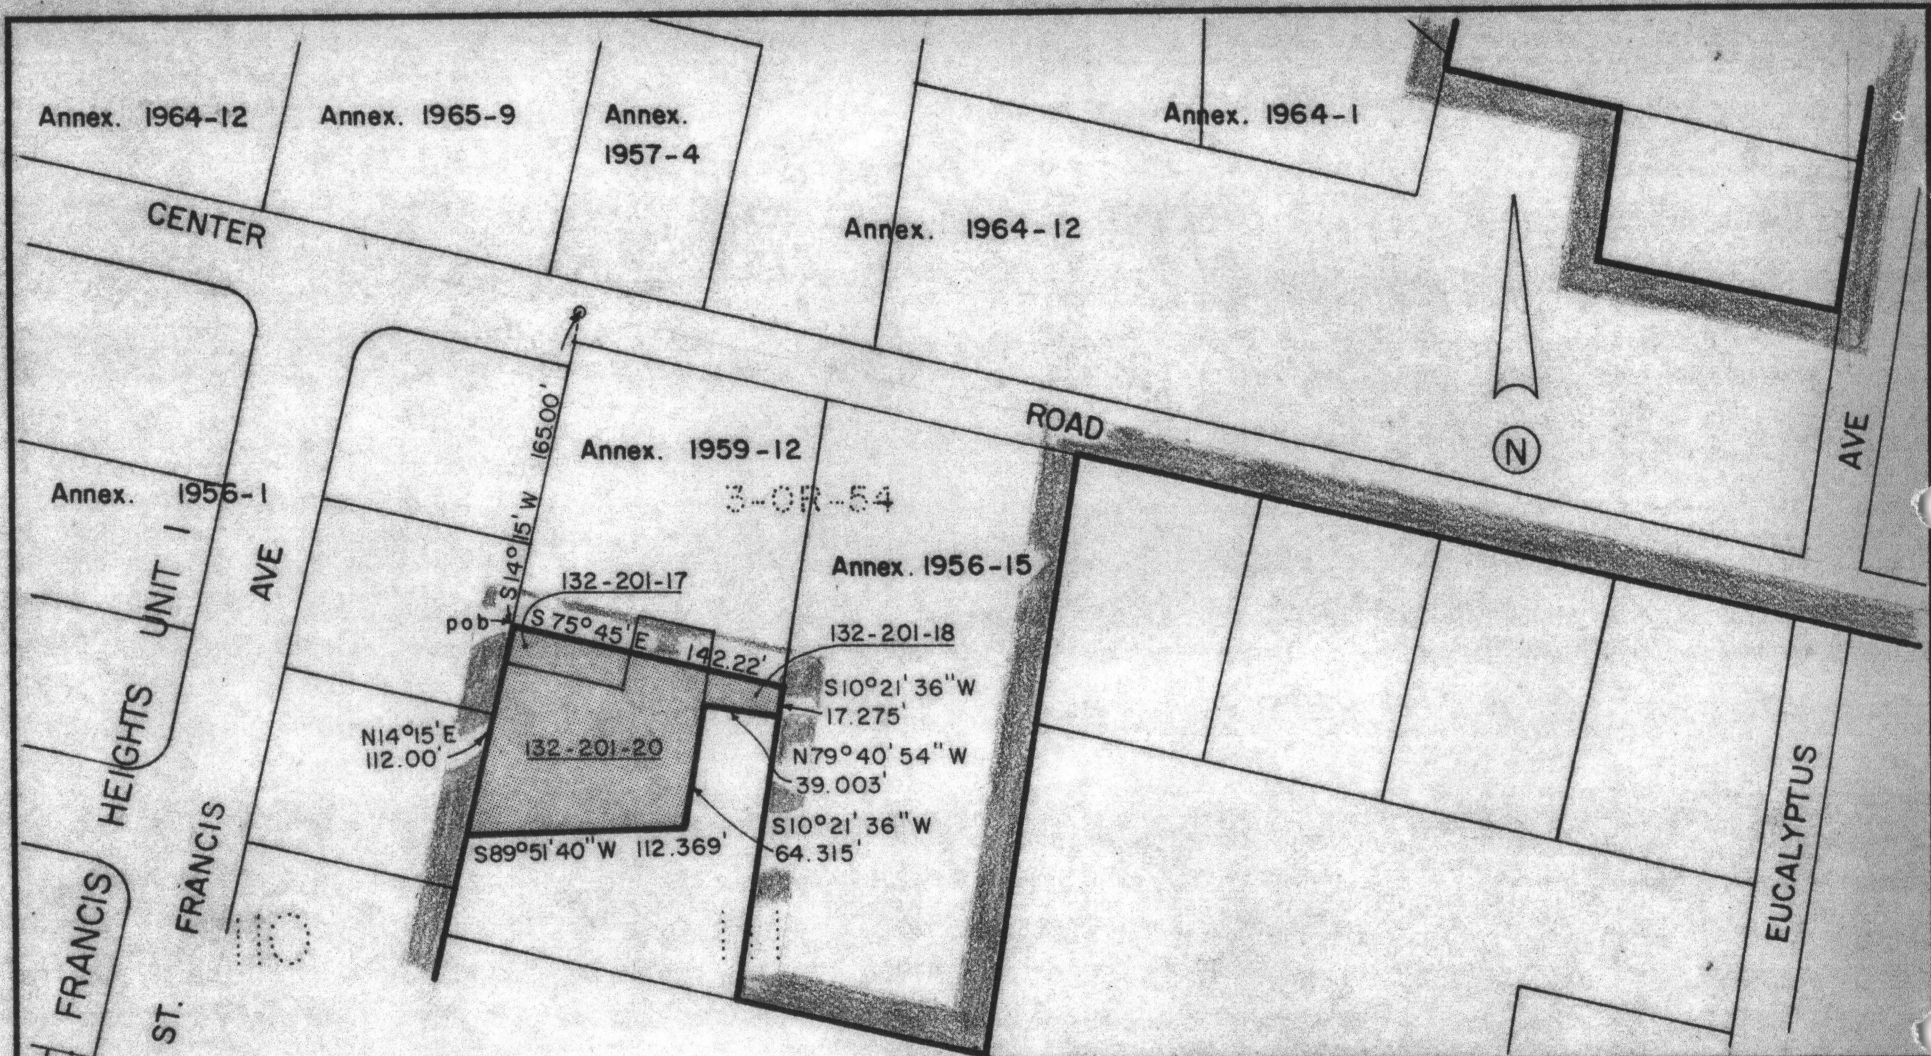 Annex. 1964-12
Annex. 1965-9
Annex.
1957-4
Annex. 1964-1
CENTER
Annex. 1964-12
ROAD
N
AVE
165.00'
S14°15'W
Annex. 1959-12
3-OR-54
Annex. 1956-1
Annex. 1956-15
UNIT 1
AVE
132-201-17
pob
S 75°45' E 142.22'
132-201-18
S10°21'36"W
17.275'
N14°15'E
112.00'
132-201-20
N79°40'54"W
39.003'
S10°21'36"W
64.315'
S89°51'40"W 112.369'
HEIGHTS
FRANCIS
EUCALYPTUS
110
111
FRANCIS
ST.